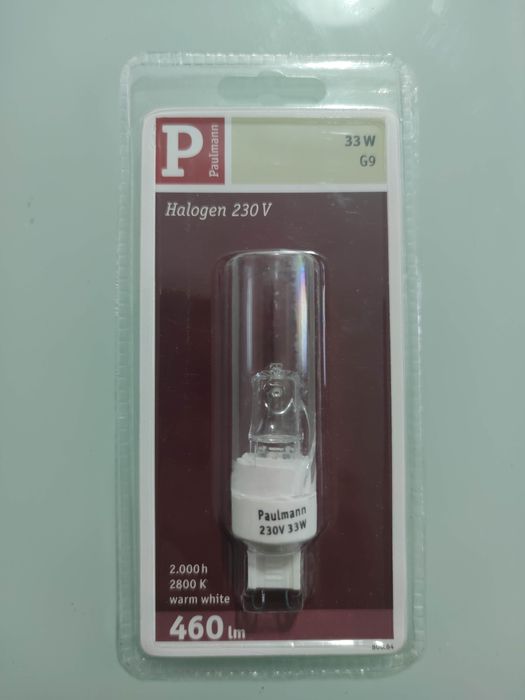 P
Paulmann
33 W
G9
Halogen 230 V
Paulmann
230V 33W
2.000 h
2800 K
warm white
460 lm